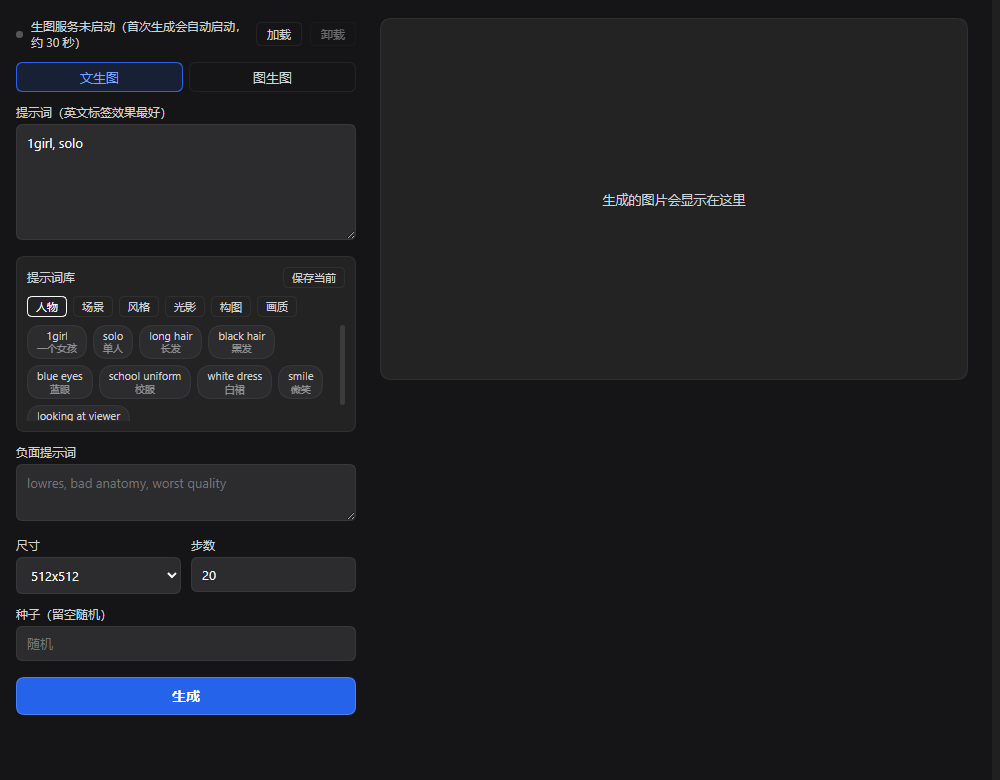 生图服务未启动（首次生成会自动启动，
约 30 秒）
加载
卸载
文生图
图生图
提示词（英文标签效果最好）
1girl, solo
提示词库
保存当前
人物
场景
风格
光影
构图
画质
1girl
一个女孩
solo
单人
long hair
长发
black hair
黑发
blue eyes
蓝眼
school uniform
校服
white dress
白裙
smile
微笑
looking at viewer
负面提示词
lowres, bad anatomy, worst quality
尺寸
步数
512x512
20
种子（留空随机）
随机
生成
生成的图片会显示在这里